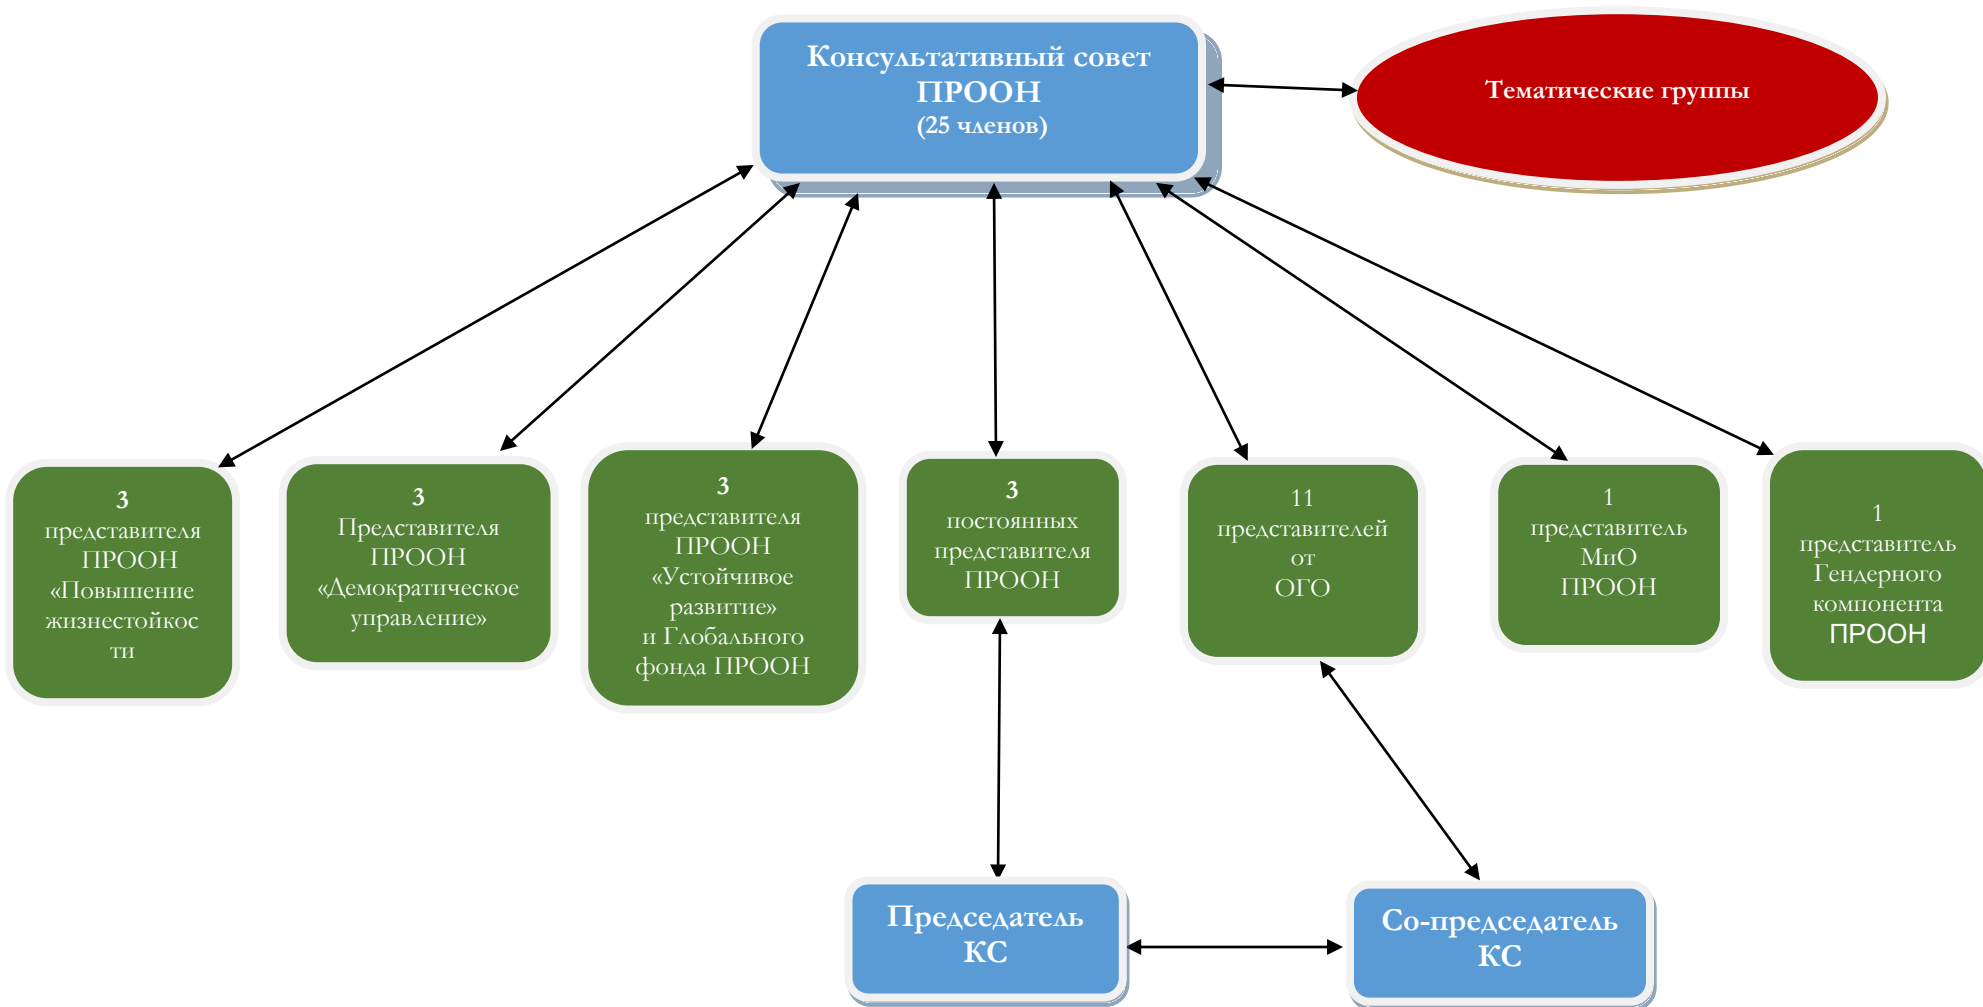 Консультативный совет
ПРООН
(25 членов)
Тематические группы
3
представителя
ПРООН
«Повышение
жизнестойкос
ти
3
Представителя
ПРООН
«Демократическое
управление»
3
представителя
ПРООН
«Устойчивое
развитие»
и Глобального
фонда ПРООН
3
постоянных
представителя
ПРООН
11
представителей
от
ОГО
1
представитель
МиО
ПРООН
1
представитель
Гендерного
компонента
ПРООН
Председатель
КС
Со-председатель
КС